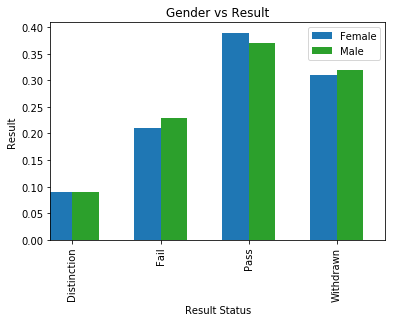 Gender vs Result
Female
Male
Result
0.40
0.35
0.30
0.25
0.20
0.15
0.10
0.05
0.00
Distinction
Fail
Pass
Withdrawn
Result Status